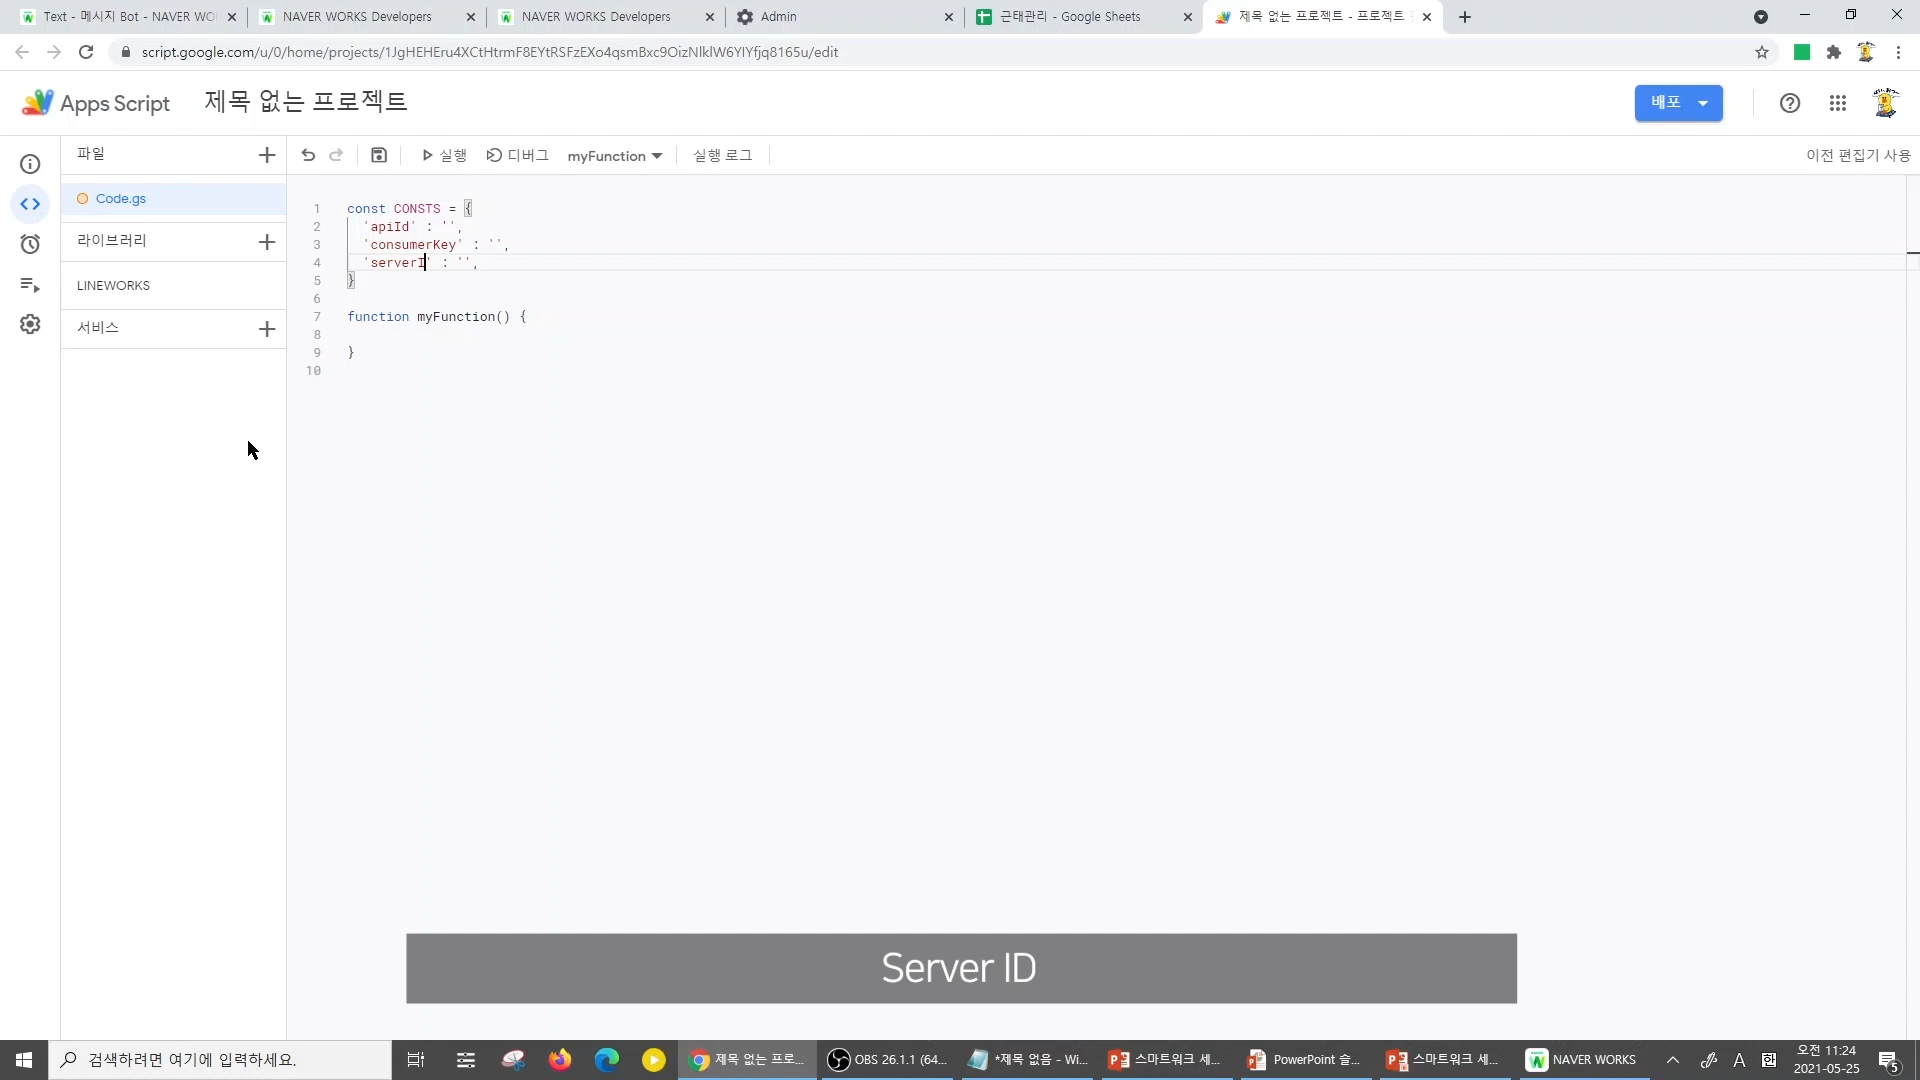 Text - 메시지 Bot - NAVER WO
NAVER WORKS Developers
NAVER WORKS Developers
Admin
근태관리 - Google Sheets
제목 없는 프로젝트 - 프로젝트
script.google.com/u/0/home/projects/1JgHEHEru4XCtHtrmF8EYtRSFzEXo4qsmBxc9OizNlklW6YIYfjq8165u/edit
Apps Script
제목 없는 프로젝트
배포
파일
실행
디버그
myFunction
실행 로그
이전 편집기 사용
Code.gs
라이브러리
LINEWORKS
서비스
1 const CONSTS = {
2 'apiId' : '',
3 'consumerKey' : '',
4 'serverI' : '',
5 }
6
7 function myFunction() {
8
9 }
10
Server ID
검색하려면 여기에 입력하세요.
제목 없는 프로...
OBS 26.1.1 (64...
*제목 없음 - Wi...
스마트워크 세...
PowerPoint 슬...
스마트워크 세...
NAVER WORKS
A
한
오전 11:24
2021-05-25
5